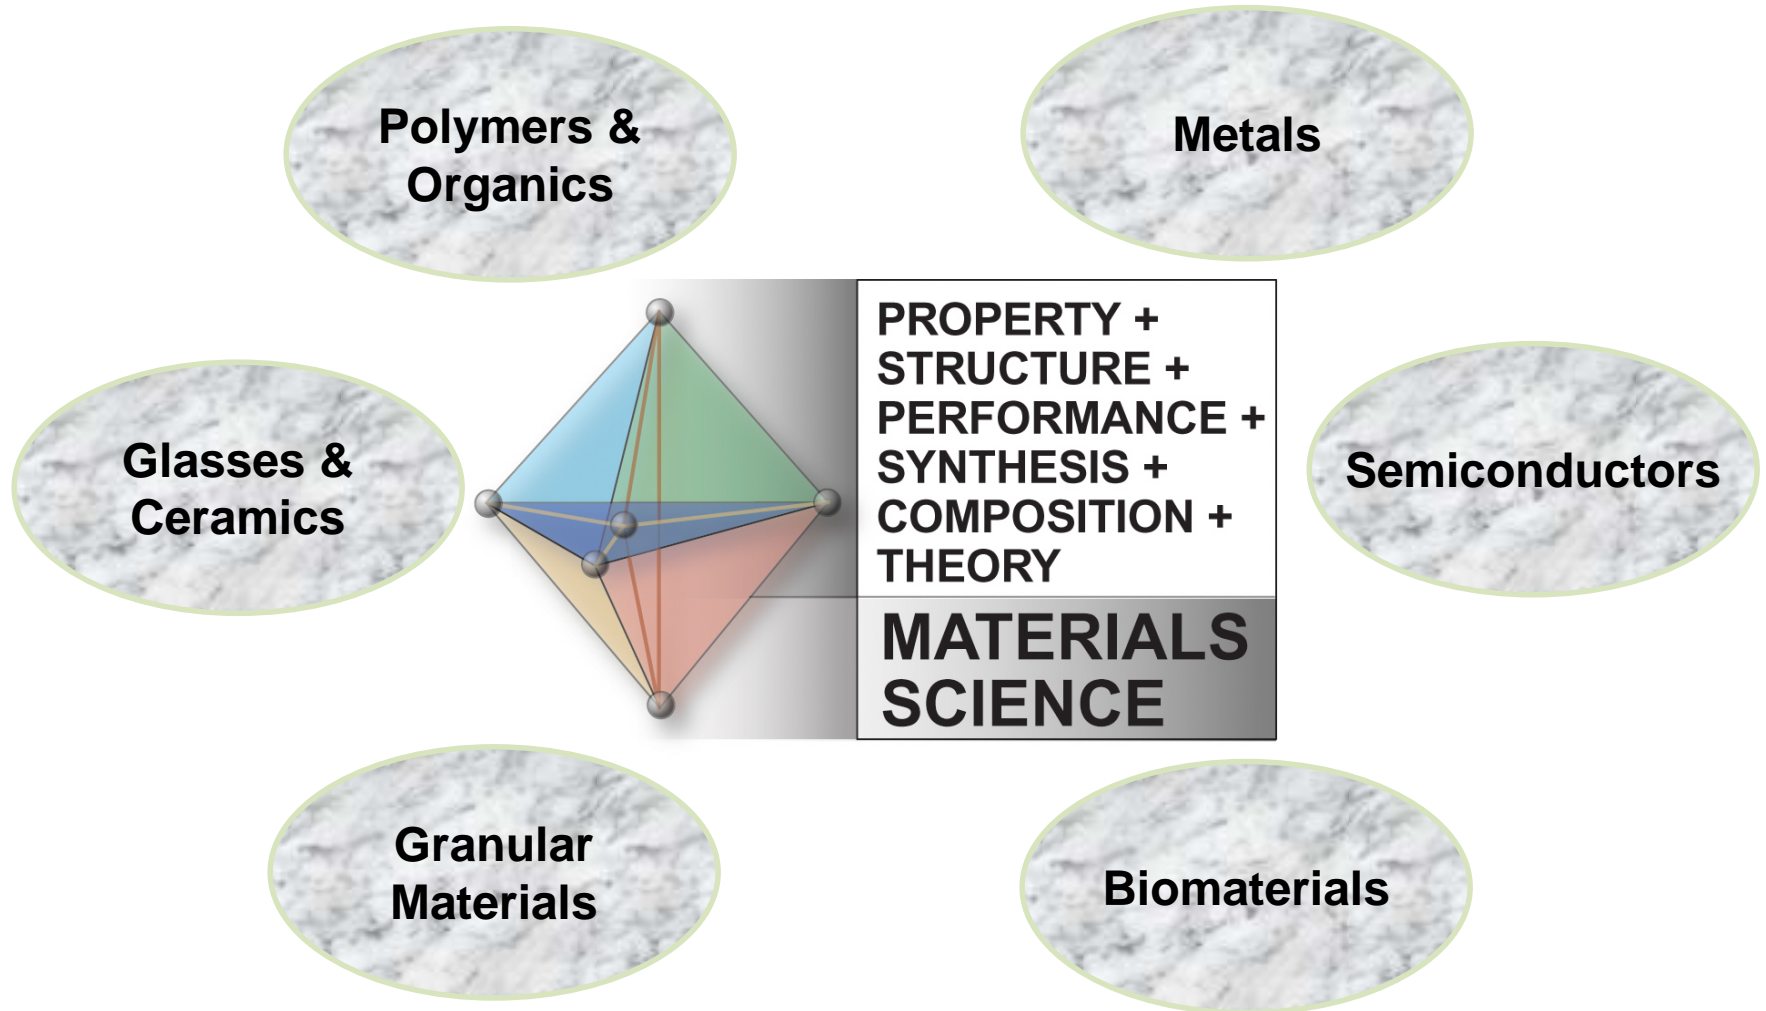 Polymers &
Organics
Metals
PROPERTY +
STRUCTURE +
PERFORMANCE +
SYNTHESIS +
COMPOSITION +
THEORY
MATERIALS
SCIENCE
Glasses &
Ceramics
Semiconductors
Granular
Materials
Biomaterials